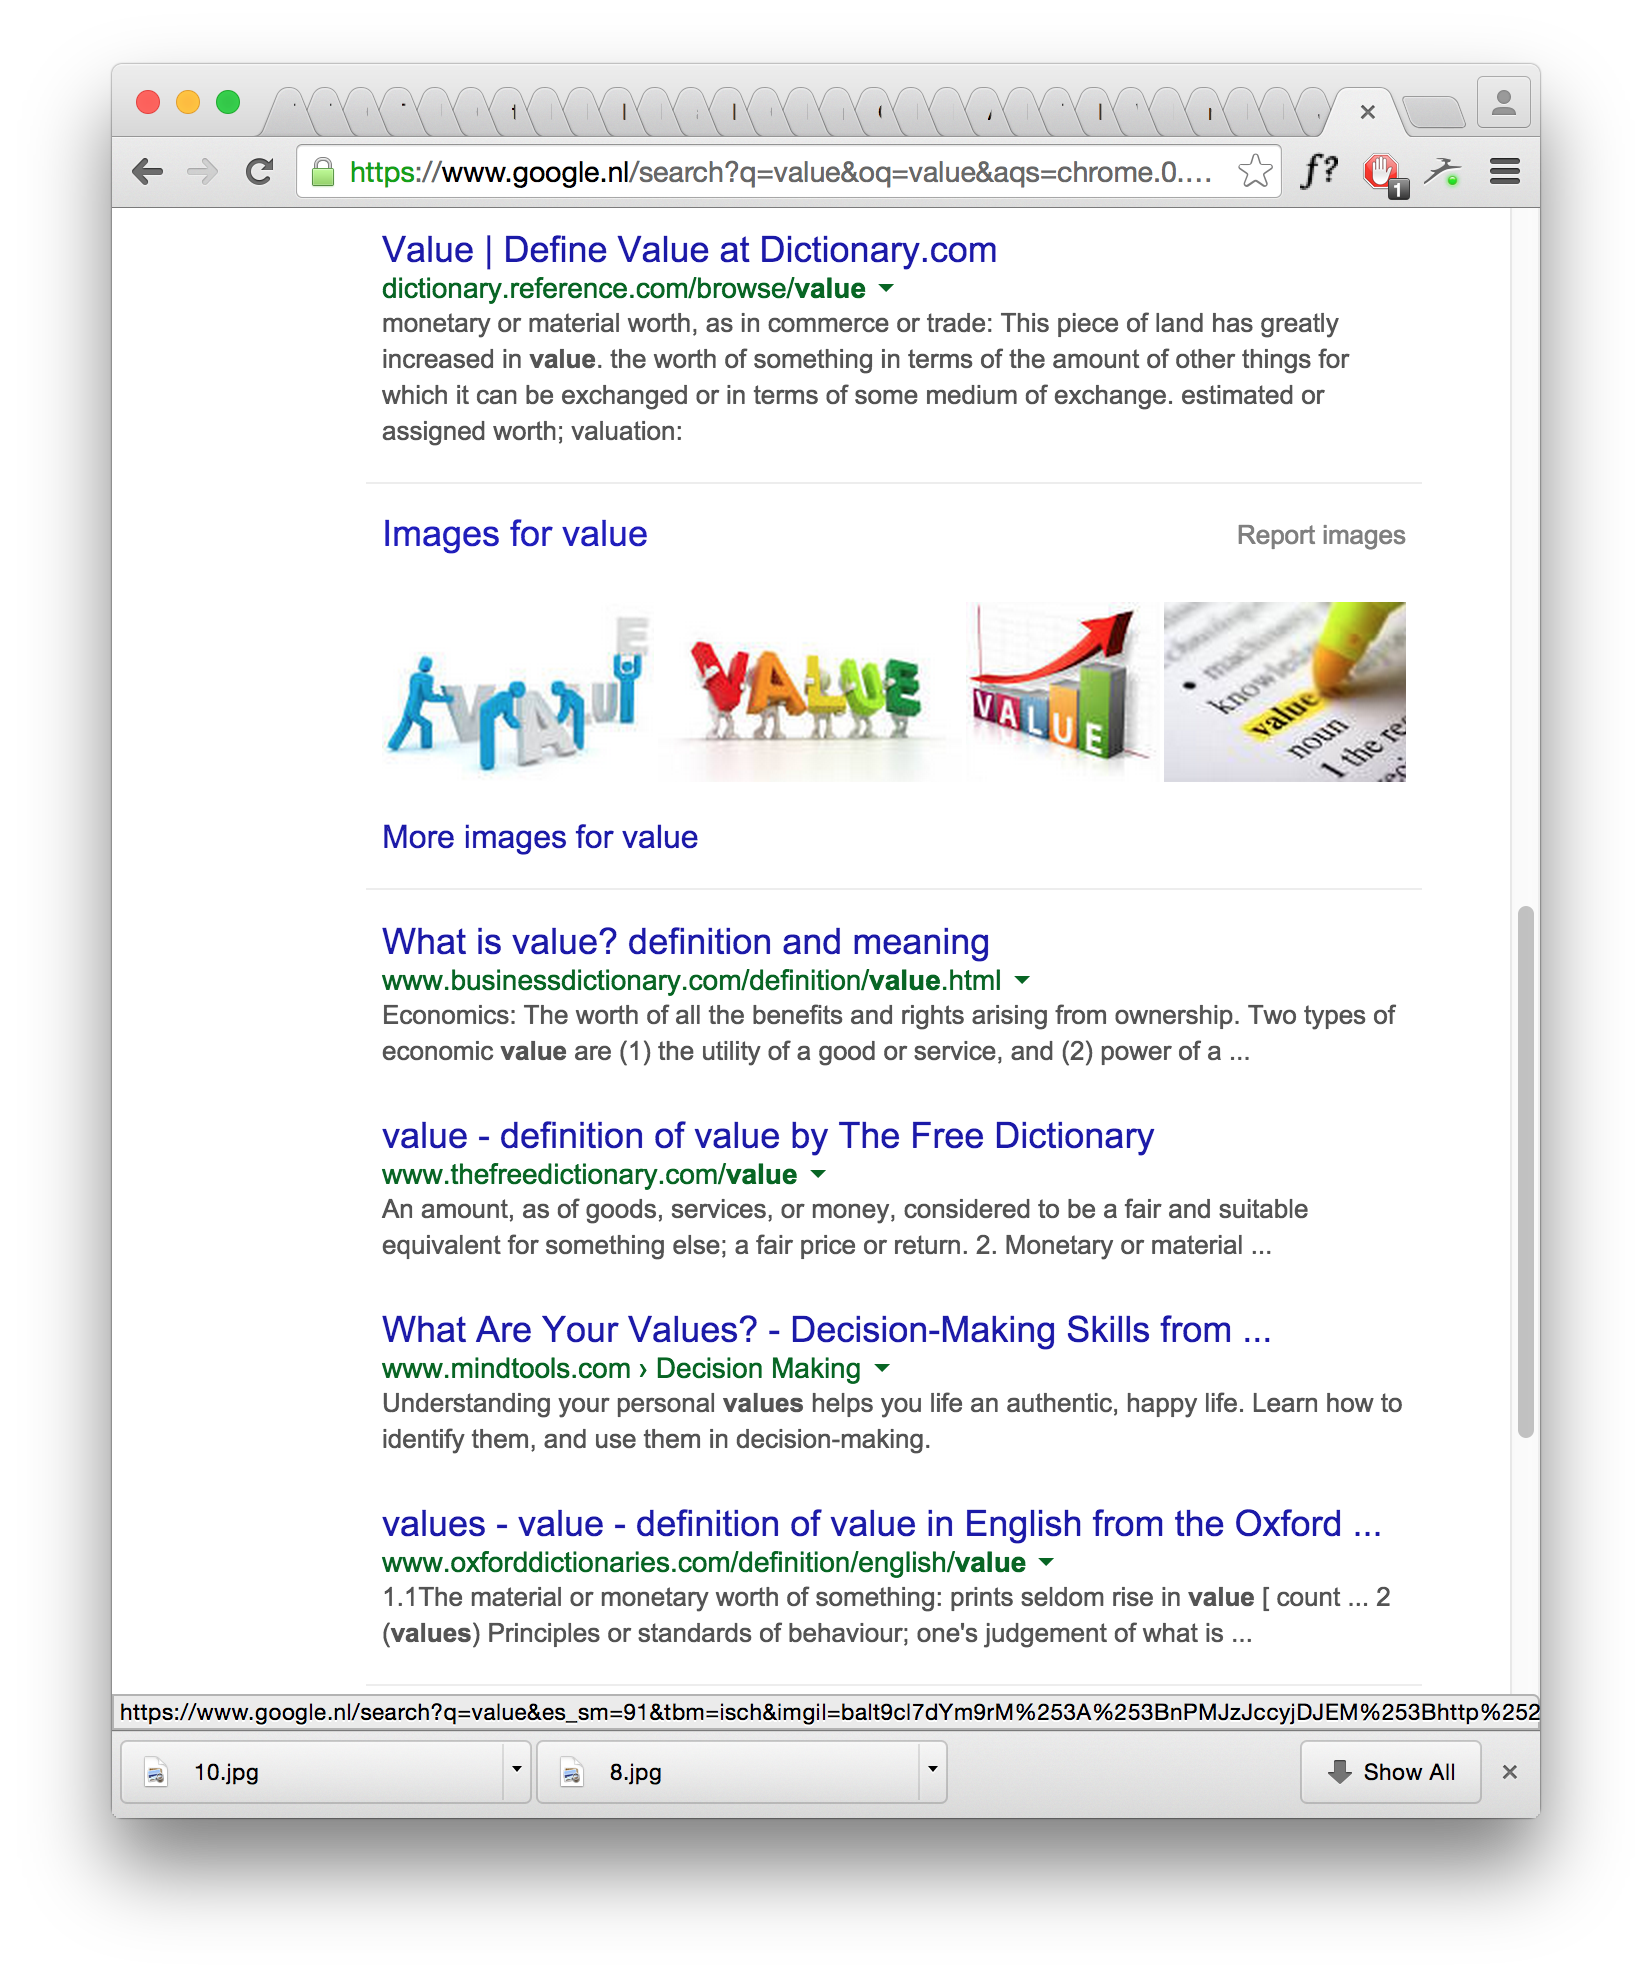 https://www.google.nl/search?q=value&oq=value&aqs=chrome.0....
f?
1
Value | Define Value at Dictionary.com
dictionary.reference.com/browse/value
monetary or material worth, as in commerce or trade: This piece of land has greatly
increased in value. the worth of something in terms of the amount of other things for
which it can be exchanged or in terms of some medium of exchange. estimated or
assigned worth; valuation:
Images for value
Report images
VALUE
VALUE
VALUE
machinery
knowledge
value
noun
1 the re
More images for value
What is value? definition and meaning
www.businessdictionary.com/definition/value.html
Economics: The worth of all the benefits and rights arising from ownership. Two types of
economic value are (1) the utility of a good or service, and (2) power of a ...
value - definition of value by The Free Dictionary
www.thefreedictionary.com/value
An amount, as of goods, services, or money, considered to be a fair and suitable
equivalent for something else; a fair price or return. 2. Monetary or material ...
What Are Your Values? - Decision-Making Skills from ...
www.mindtools.com › Decision Making
Understanding your personal values helps you life an authentic, happy life. Learn how to
identify them, and use them in decision-making.
values - value - definition of value in English from the Oxford ...
www.oxforddictionaries.com/definition/english/value
1.1The material or monetary worth of something: prints seldom rise in value [ count ... 2
(values) Principles or standards of behaviour; one's judgement of what is ...
https://www.google.nl/search?q=value&es_sm=91&tbm=isch&imgil=balt9cl7dYm9rM%253A%253BnPMJzJccyjDJEM%253Bhttp%252
10.jpg
8.jpg
Show All